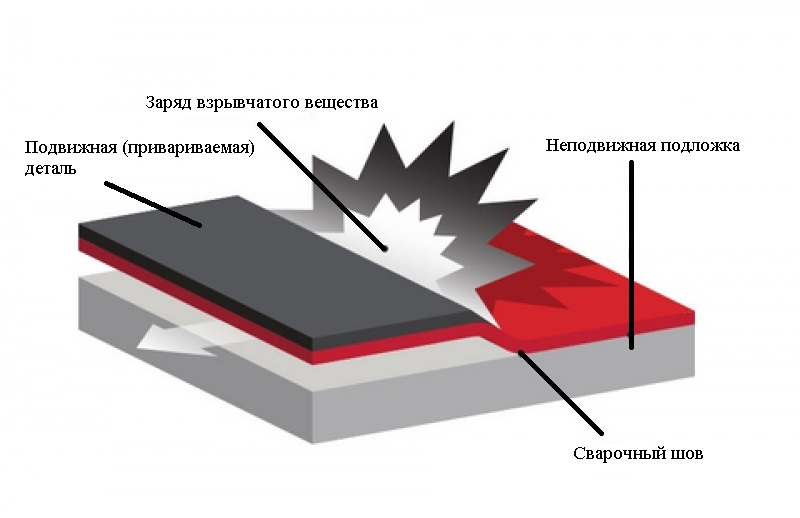 Заряд взрывчатого вещества
Подвижная (привариваемая)
деталь
Неподвижная подложка
Сварочный шов